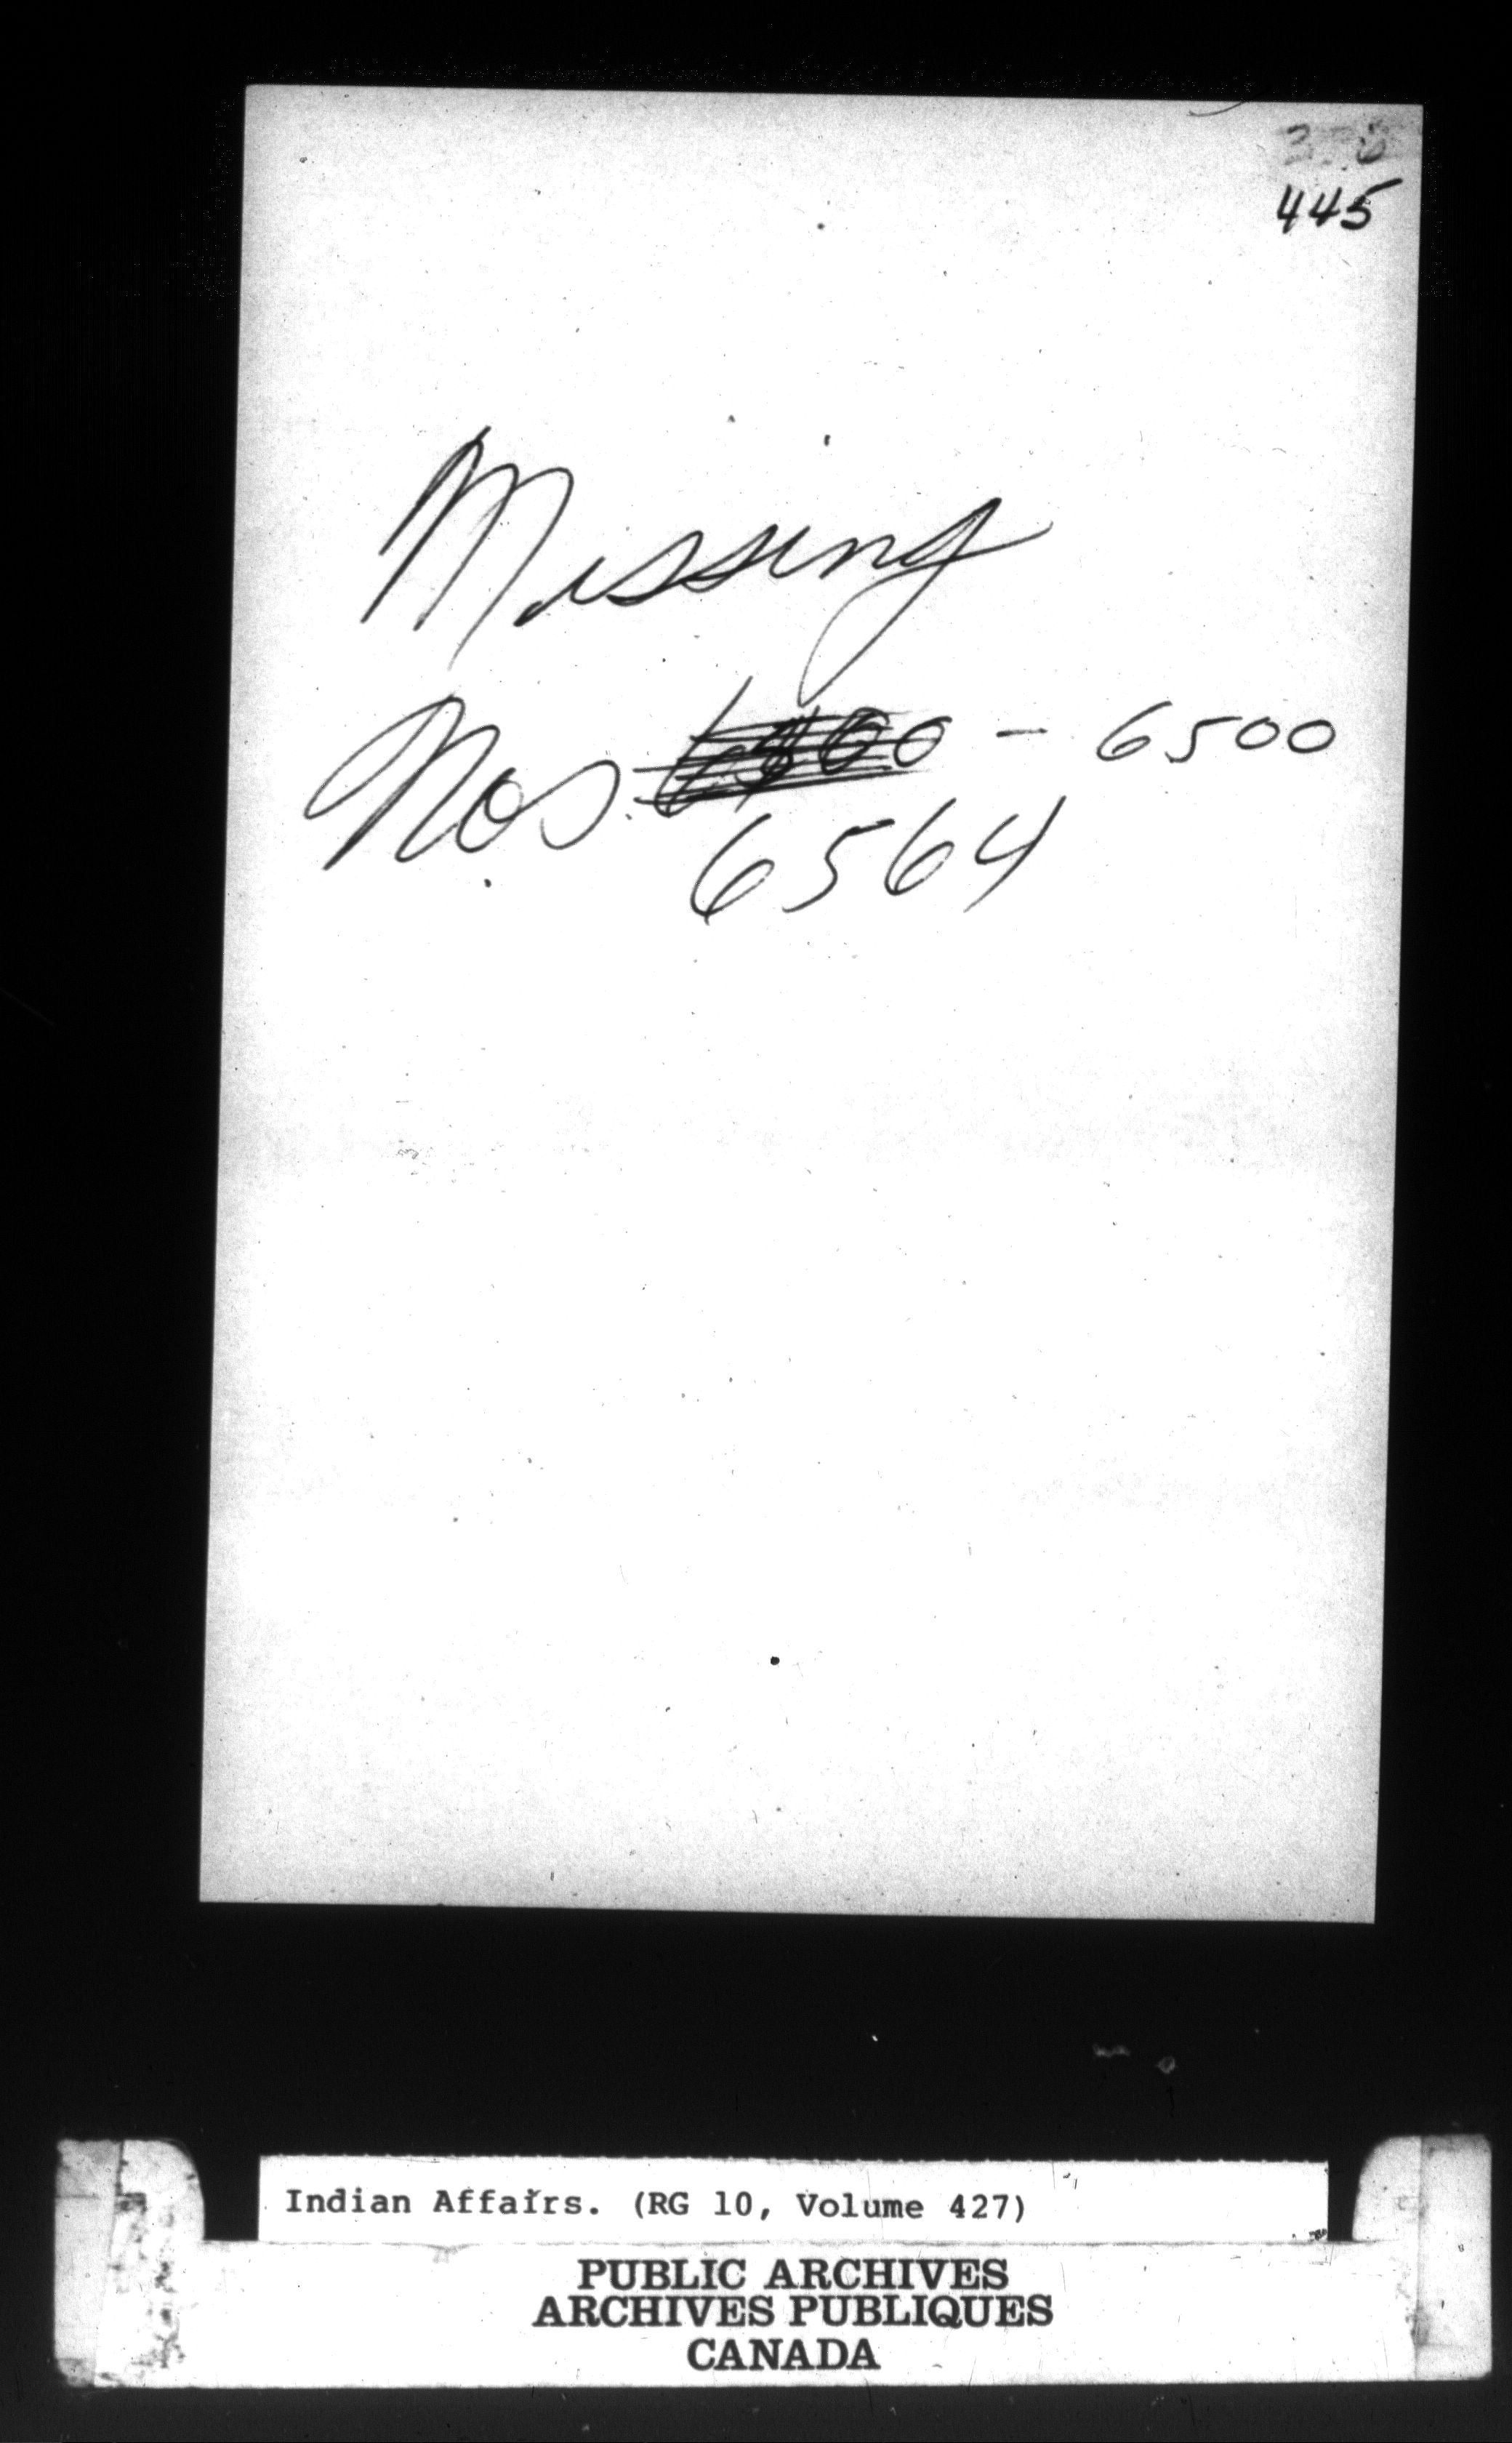 445
Missing
Nos. - 6500
6564
Indian Affairs. (RG 10, Volume 427)
PUBLIC ARCHIVES
ARCHIVES PUBLIQUES
CANADA